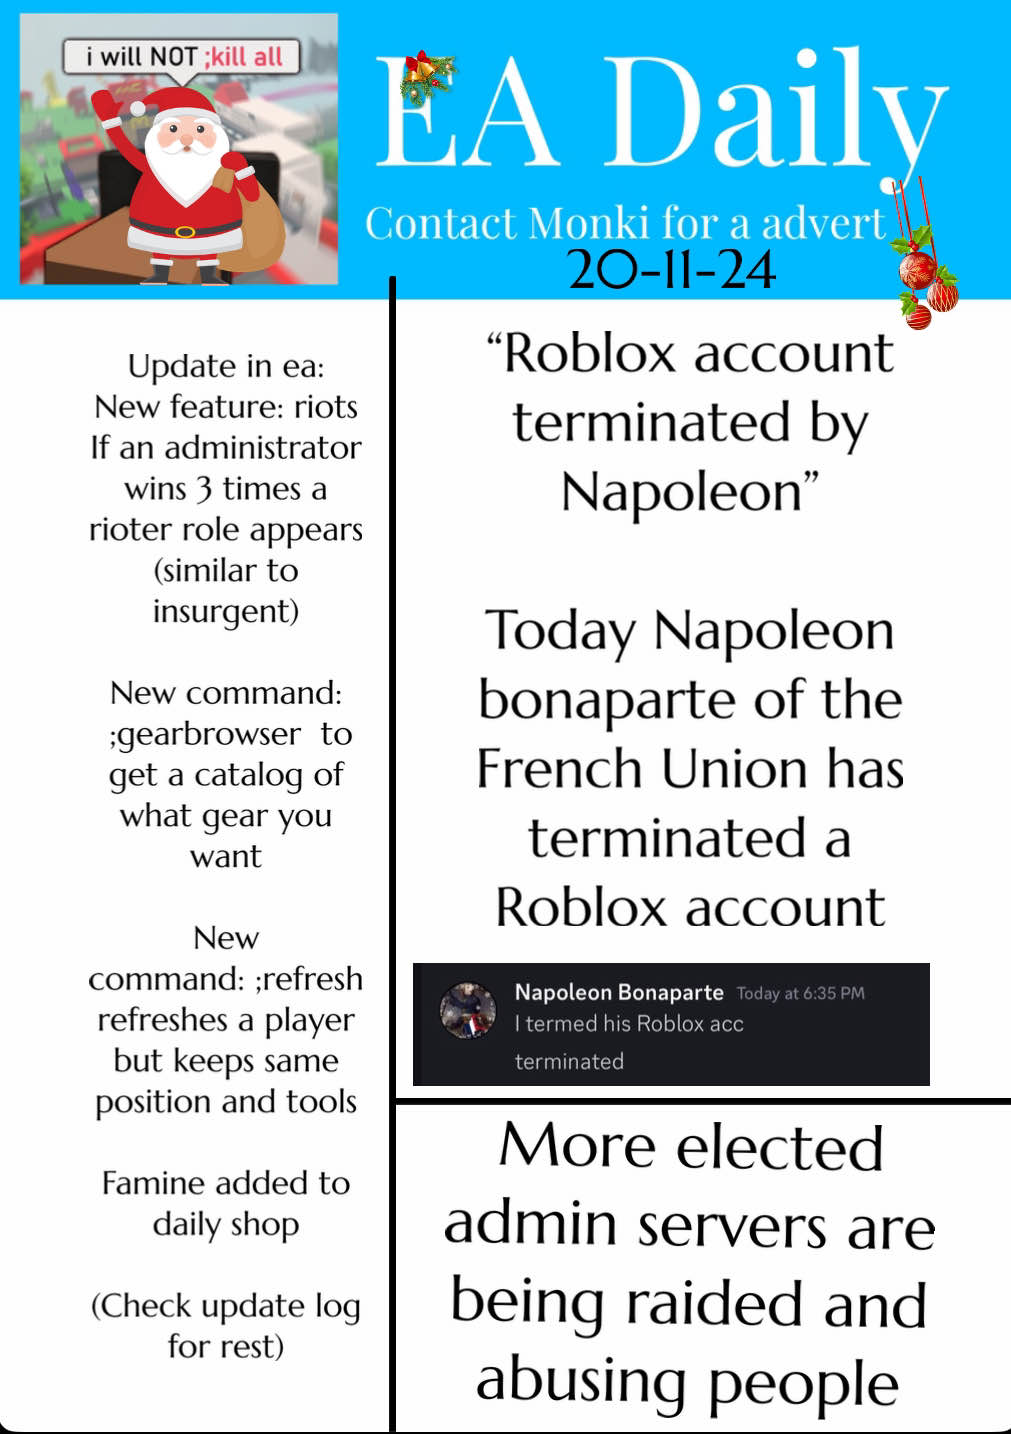 i will NOT ;kill all
EA Daily
Contact Monki for a advert
20-11-24
Update in ea:
New feature: riots
If an administrator
wins 3 times a
rioter role appears
(similar to
insurgent)
New command:
;gearbrowser to
get a catalog of
what gear you
want
New
command: ;refresh
refreshes a player
but keeps same
position and tools
Famine added to
daily shop
(Check update log
for rest)
“Roblox account
terminated by
Napoleon”
Today Napoleon
bonaparte of the
French Union has
terminated a
Roblox account
Napoleon Bonaparte Today at 6:35 PM
I termed his Roblox acc
terminated
More elected
admin servers are
being raided and
abusing people